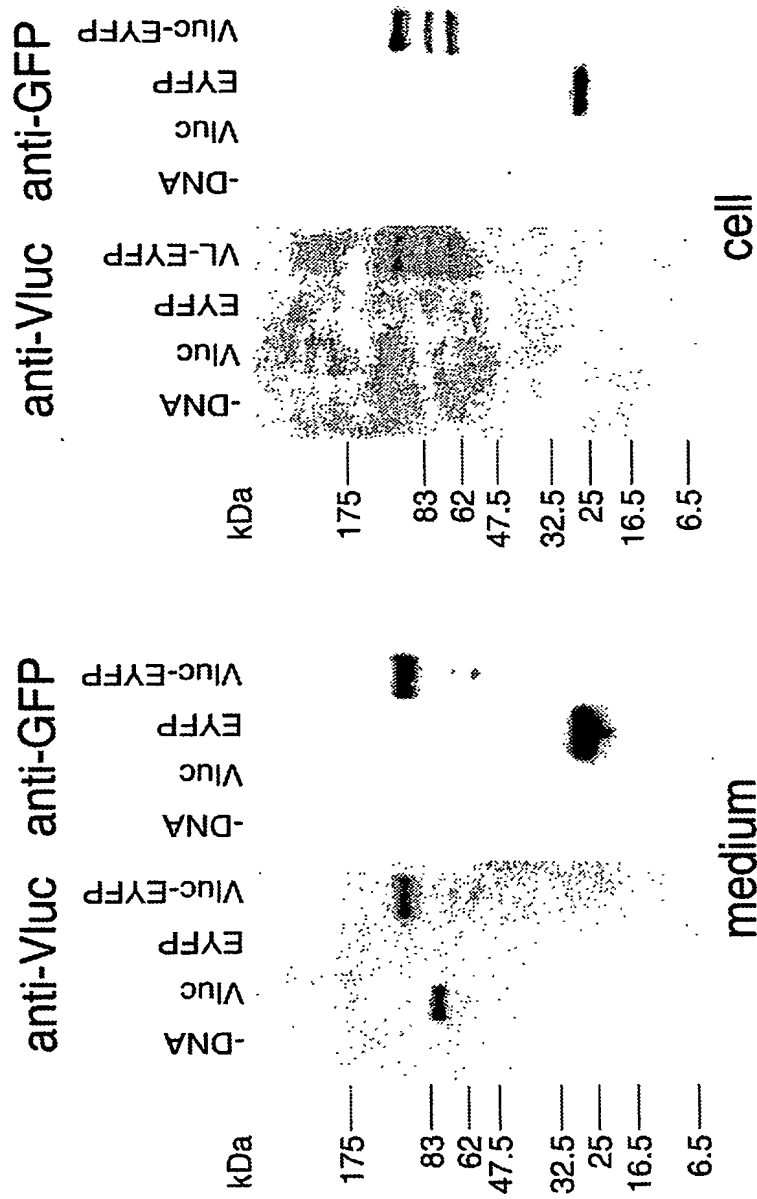 anti-Vluc anti-GFP
-DNA
Vluc
EYFP
Vluc-EYFP
-DNA
Vluc
EYFP
Vluc-EYFP
kDa
175
83
62
47.5
32.5
25
16.5
6.5
medium
anti-Vluc anti-GFP
-DNA
Vluc
EYFP
VL-EYFP
-DNA
Vluc
EYFP
Vluc-EYFP
kDa
175
83
62
47.5
32.5
25
16.5
6.5
cell